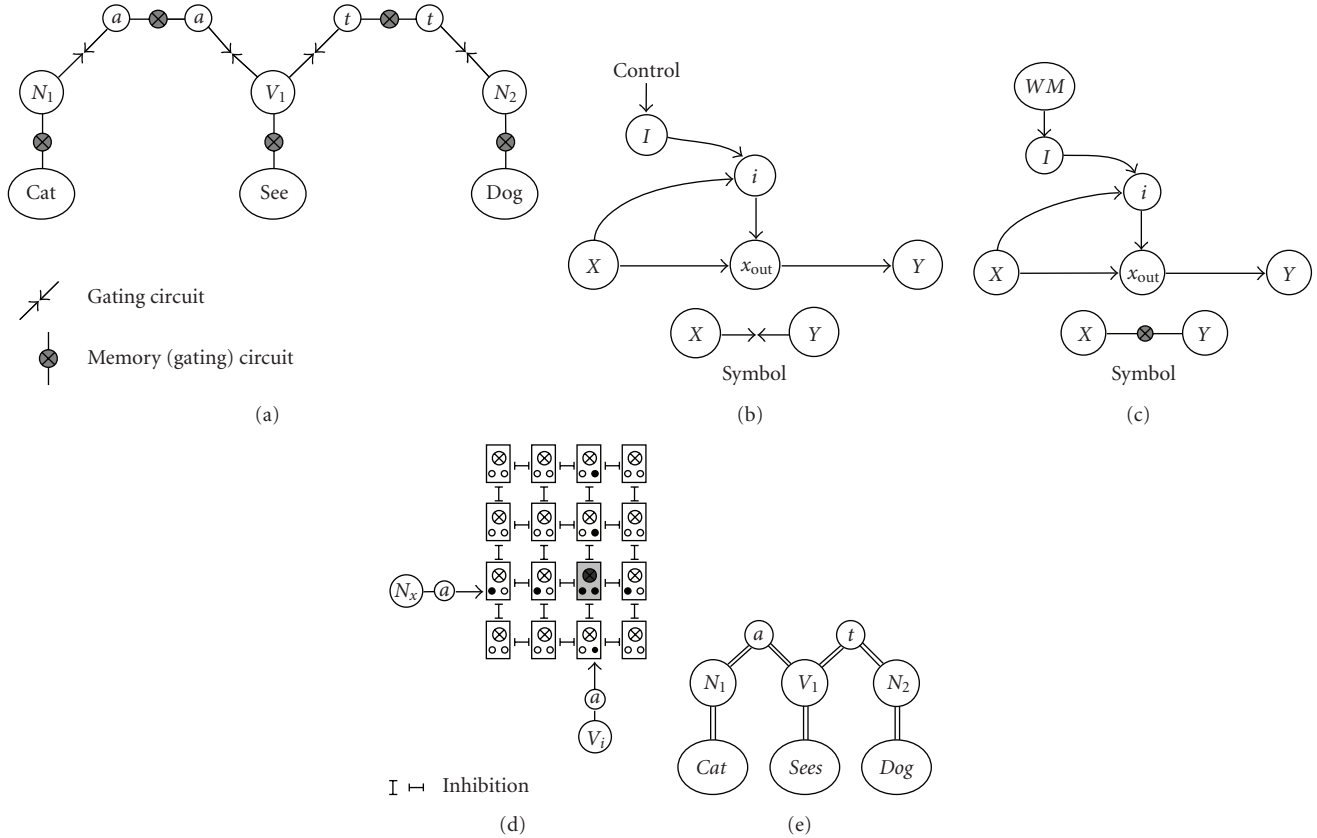 a a t t
N1 V1 N2
Cat See Dog
Gating circuit
Memory (gating) circuit
(a)
Control
I
i
X xout Y
X Y
Symbol
(b)
WM
I
i
X xout Y
X Y
Symbol
(c)
Nx a
a
Vi
Inhibition
(d)
a t
N1 V1 N2
Cat Sees Dog
(e)